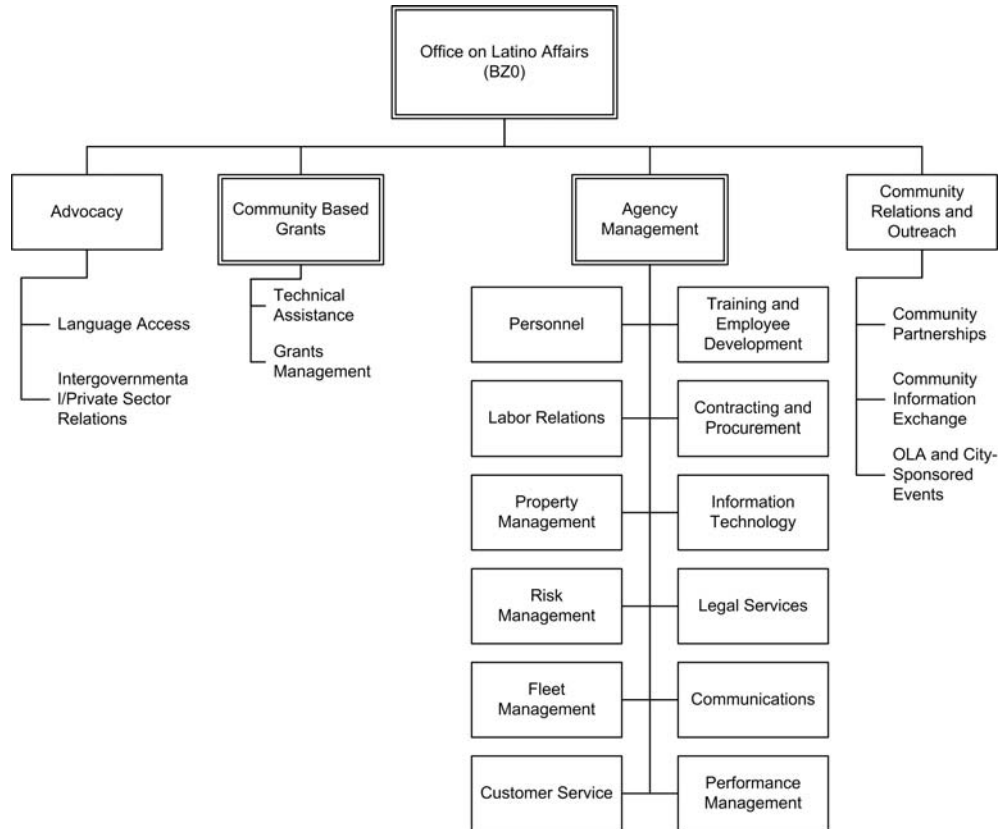 Office on Latino Affairs
(BZ0)
Advocacy
Community Based
Grants
Agency
Management
Community
Relations and
Outreach
Language Access
Intergovernmenta
l/Private Sector
Relations
Technical
Assistance
Grants
Management
Personnel
Training and
Employee
Development
Labor Relations
Contracting and
Procurement
Property
Management
Information
Technology
Risk
Management
Legal Services
Fleet
Management
Communications
Customer Service
Performance
Management
Community
Partnerships
Community
Information
Exchange
OLA and City-
Sponsored
Events